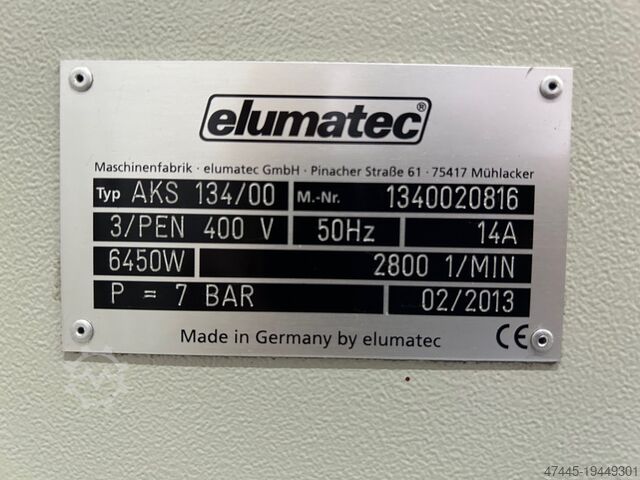 elumatec®
Maschinenfabrik · elumatec GmbH · Pinacher Straße 61 · 75417 Mühlacker
Typ AKS 134/00 M.-Nr. 1340020816
3/PEN 400 V 50Hz 14A
6450W 2800 1/MIN
P = 7 BAR 02/2013
Made in Germany by elumatec CE
47445-19449301